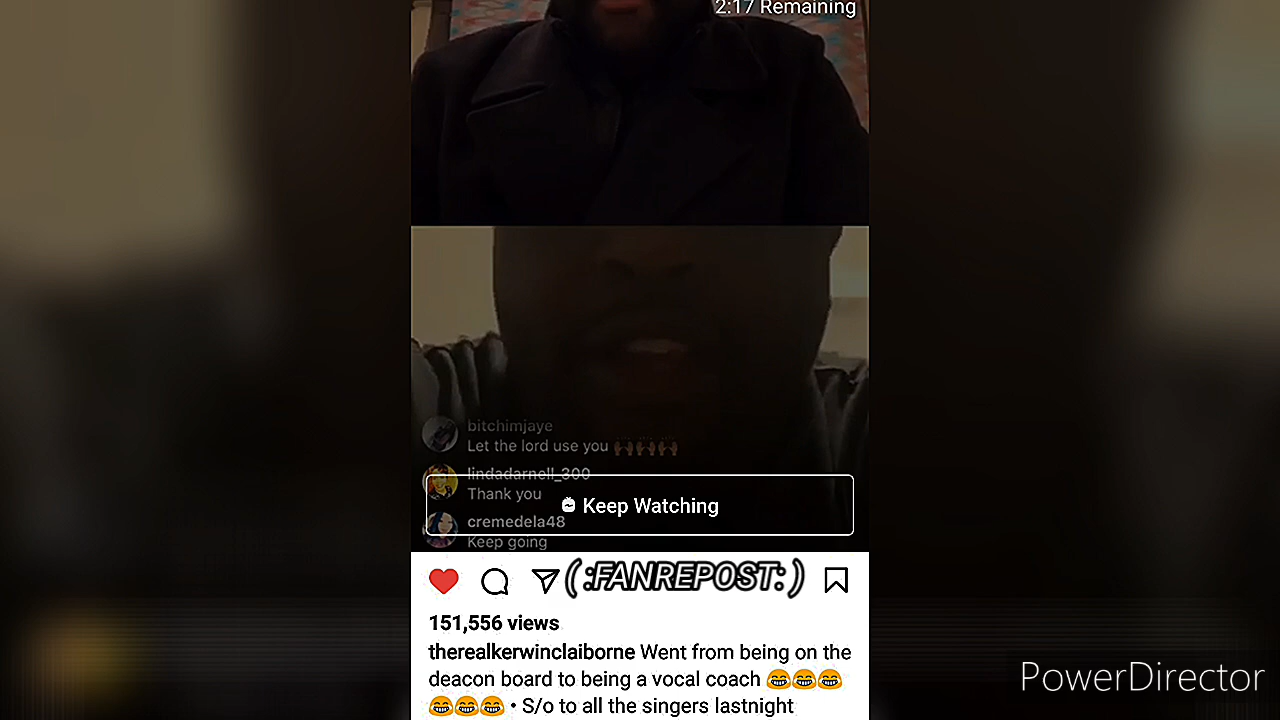 2:17 Remaining
bitchimjaye
Let the lord use you 🙌🏿🙌🏿🙌🏿
lindadarnell_300
Thank you
Keep Watching
cremedela48
Keep going
(:FANREPOST:)
151,556 views
therealkerwinclaiborne Went from being on the
deacon board to being a vocal coach 😂😂😂
😂😂😂 • S/o to all the singers lastnight
PowerDirector